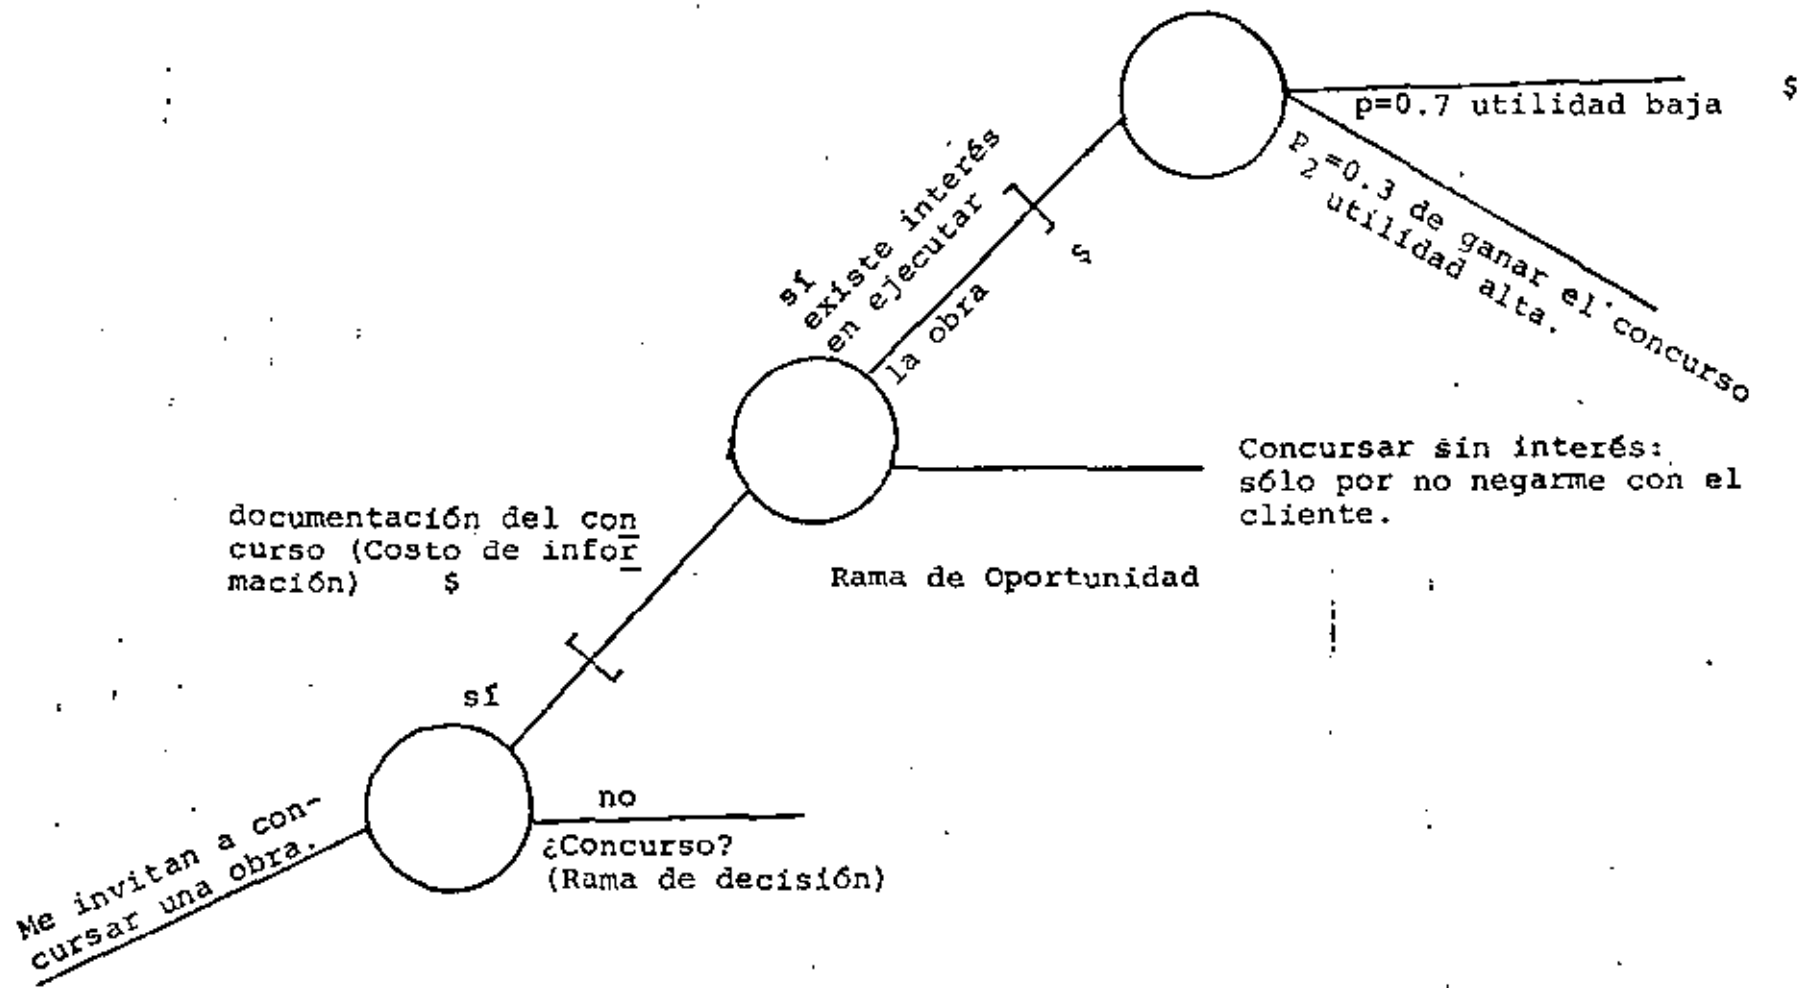 $
p=0.7 utilidad baja
P2=0.3 de ganar el concurso
utilidad alta.
sí
existe interés
en ejecutar
la obra
$
Concursar sin interés:
sólo por no negarme con el
cliente.
documentación del con
curso (Costo de infor
mación) $
Rama de Oportunidad
sí
no
¿Concurso?
(Rama de decisión)
Me invitan a con-
cursar una obra.